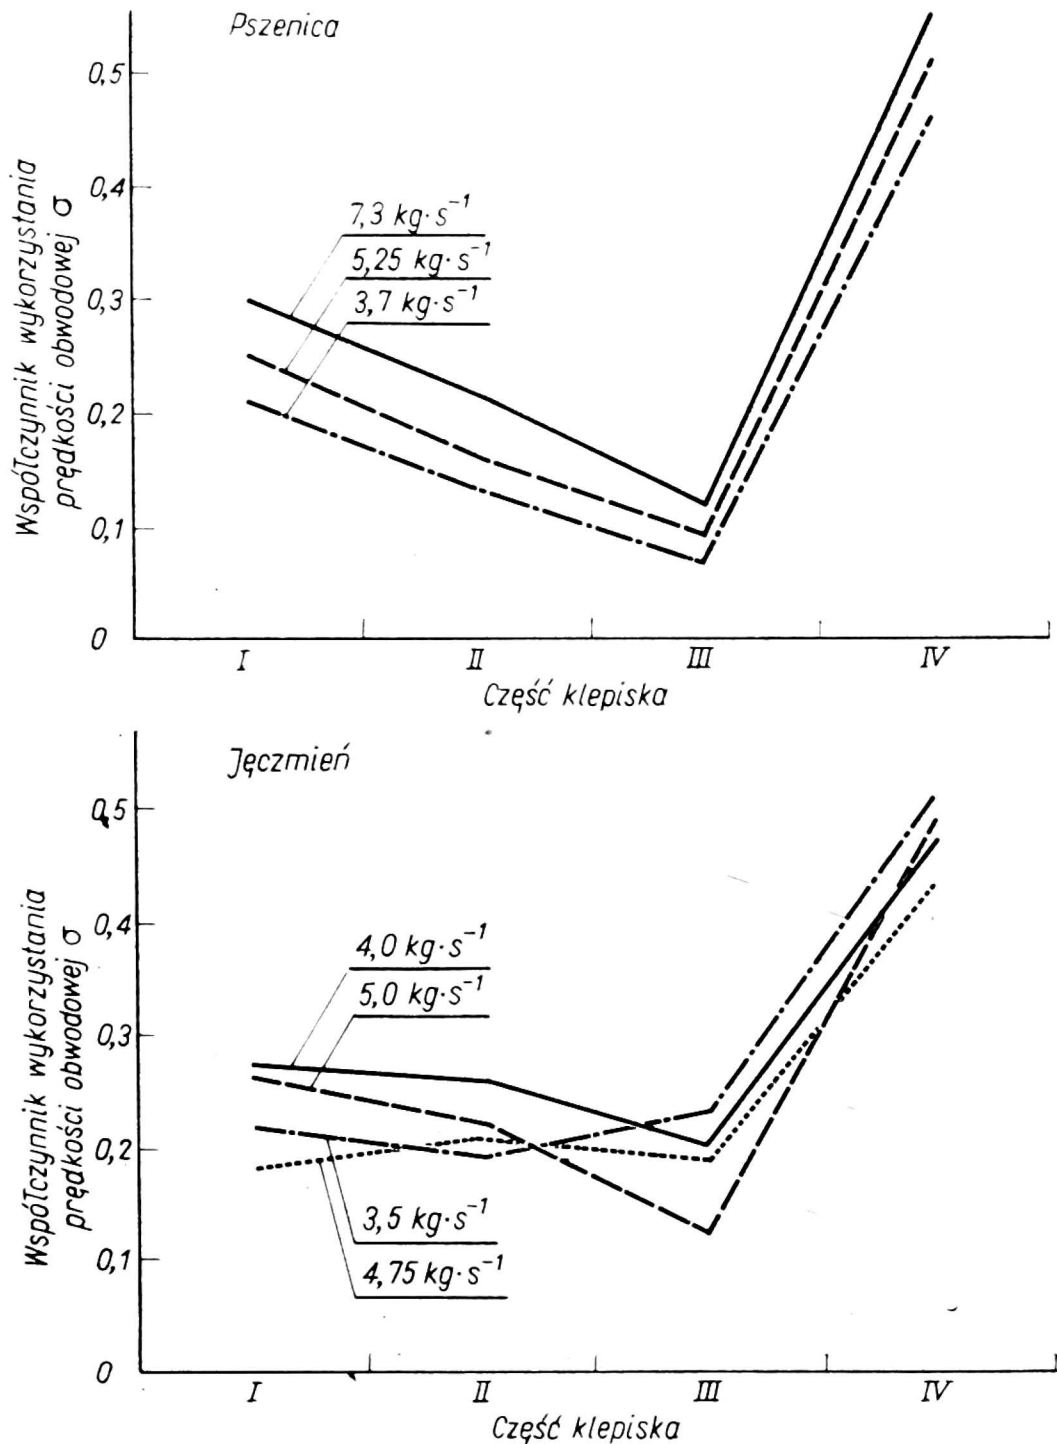 Pszenica
Współczynnik wykorzystania
prędkości obwodowej σ
0,5
0,4
0,3
0,2
0,1
0
7,3 kg·s⁻¹
5,25 kg·s⁻¹
3,7 kg·s⁻¹
I II III IV
Część klepiska
Jęczmień
Współczynnik wykorzystania
prędkości obwodowej σ
0,5
0,4
0,3
0,2
0,1
0
4,0 kg·s⁻¹
5,0 kg·s⁻¹
3,5 kg·s⁻¹
4,75 kg·s⁻¹
I II III IV
Część klepiska